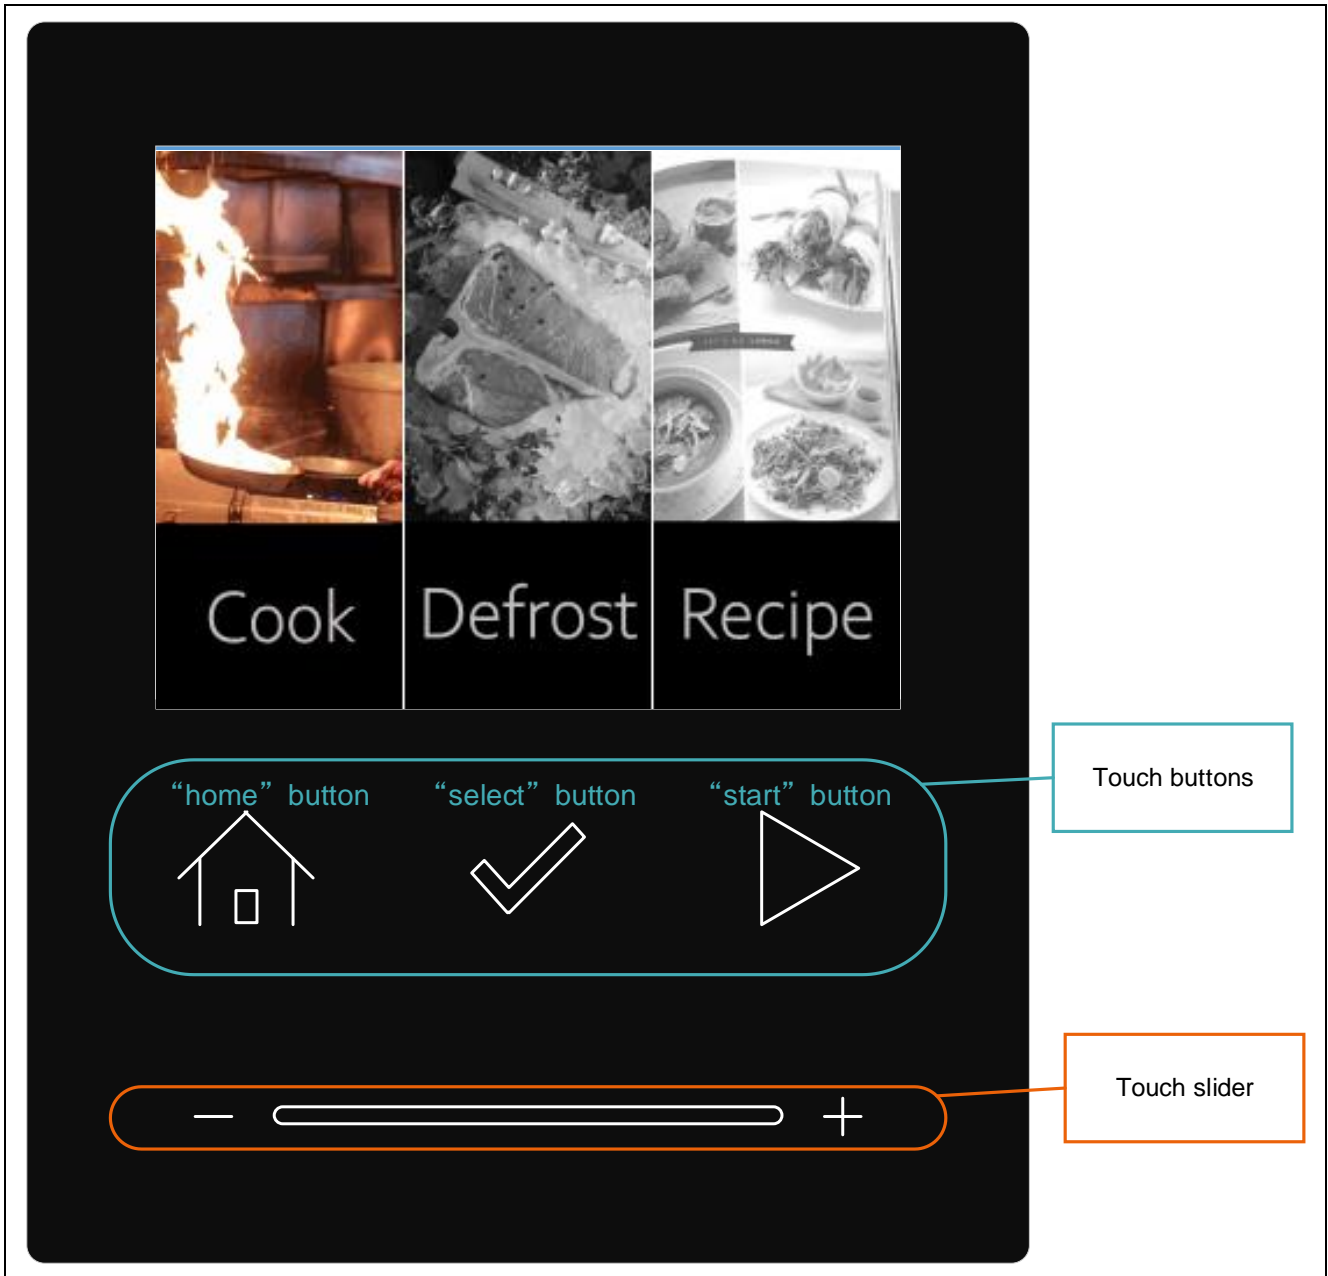 Cook
Defrost
Recipe
“home” button
“select” button
“start” button
Touch buttons
Touch slider